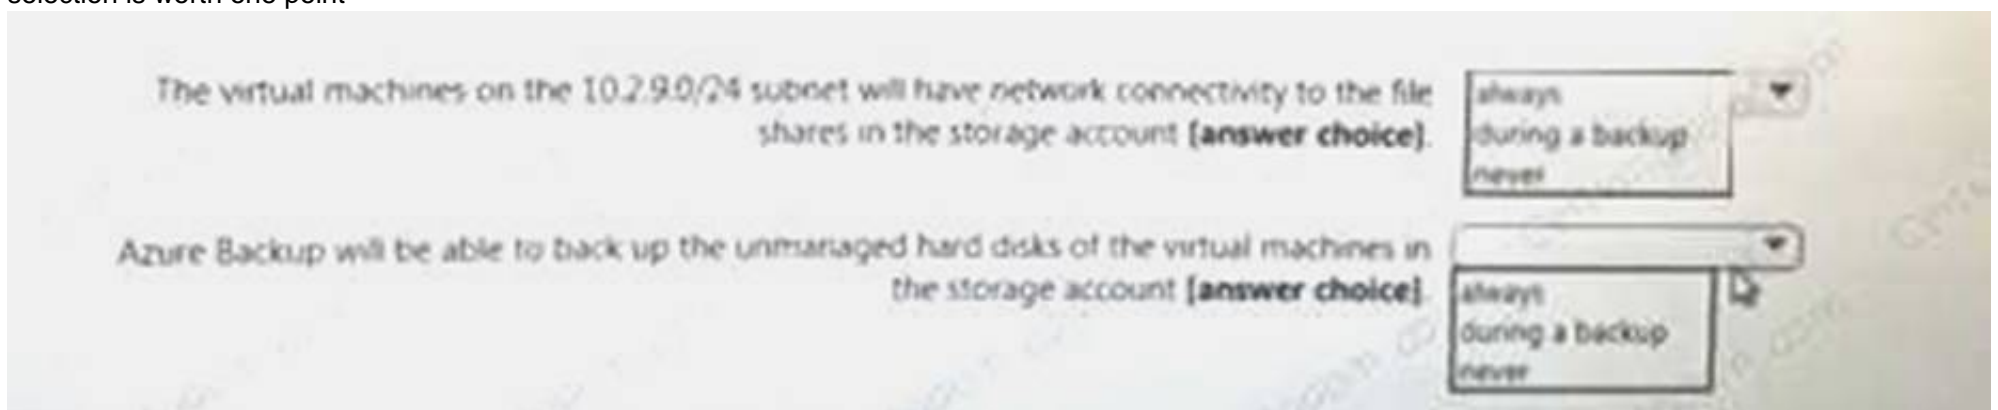 selection is worth one point
The virtual machines on the 10.2.9.0/24 subnet will have network connectivity to the file
shares in the storage account [answer choice].
always
during a backup
never
Azure Backup will be able to back up the unmanaged hard disks of the virtual machines in
the storage account [answer choice].
always
during a backup
never